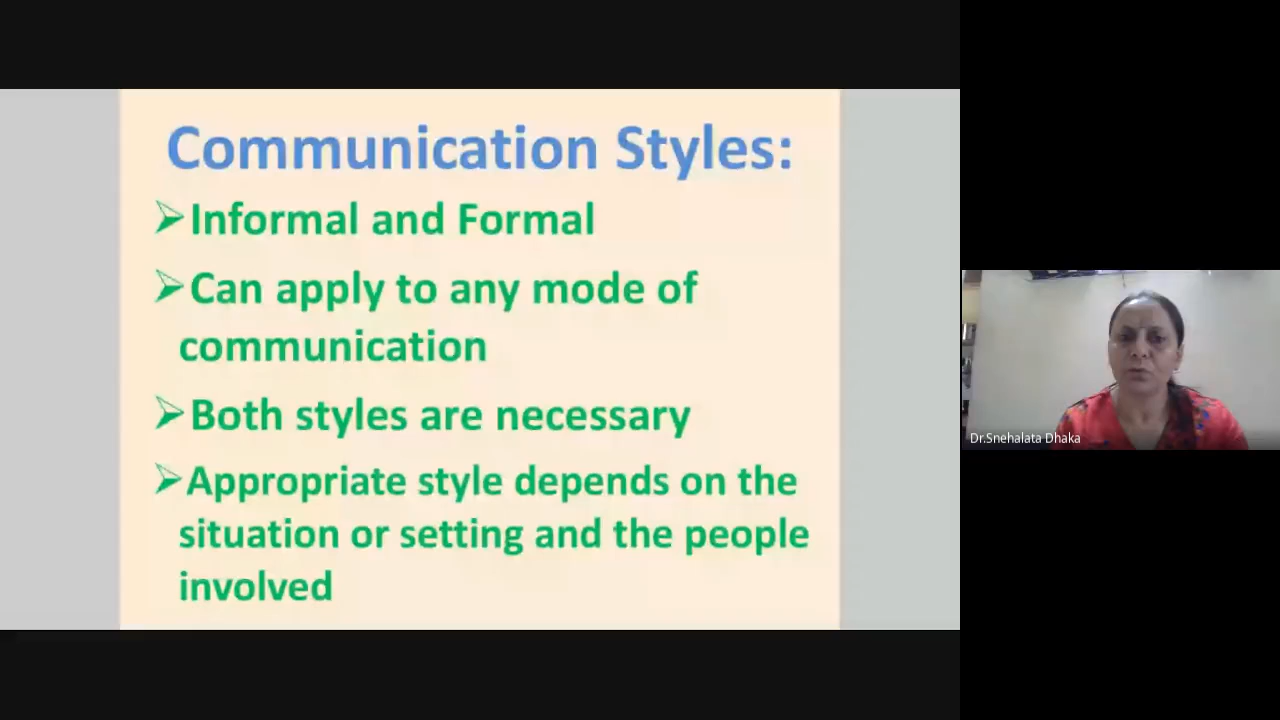 Communication Styles:
➢Informal and Formal
➢Can apply to any mode of
communication
➢Both styles are necessary
➢Appropriate style depends on the
situation or setting and the people
involved
Dr.Snehalata Dhaka